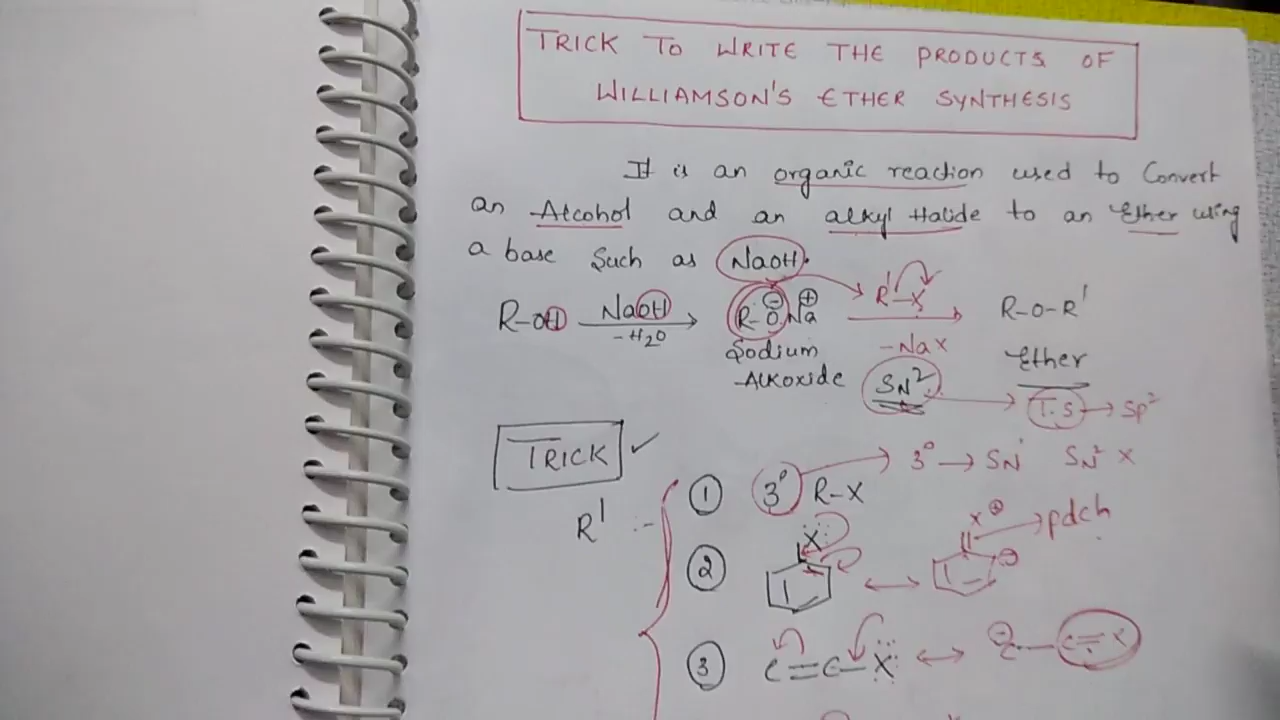 TRICK TO WRITE THE PRODUCTS OF
WILLIAMSON'S ETHER SYNTHESIS
It is an organic reaction used to Convert
an Alcohol and an alkyl Halide to an Ether using
a base Such as NaOH.
R-OH NaOH -H2O R-O⊖ Na⊕ R'-X -NaX R-O-R'
Sodium Alkoxide Ether
SN² T.S → Sp²
TRICK ✓
R' :-
① 3° R-X → 3° → SN¹ SN² X
② X ↔ X⊕ ⊖ → pdch
③ C=C-X ↔ ⊖C-C=X